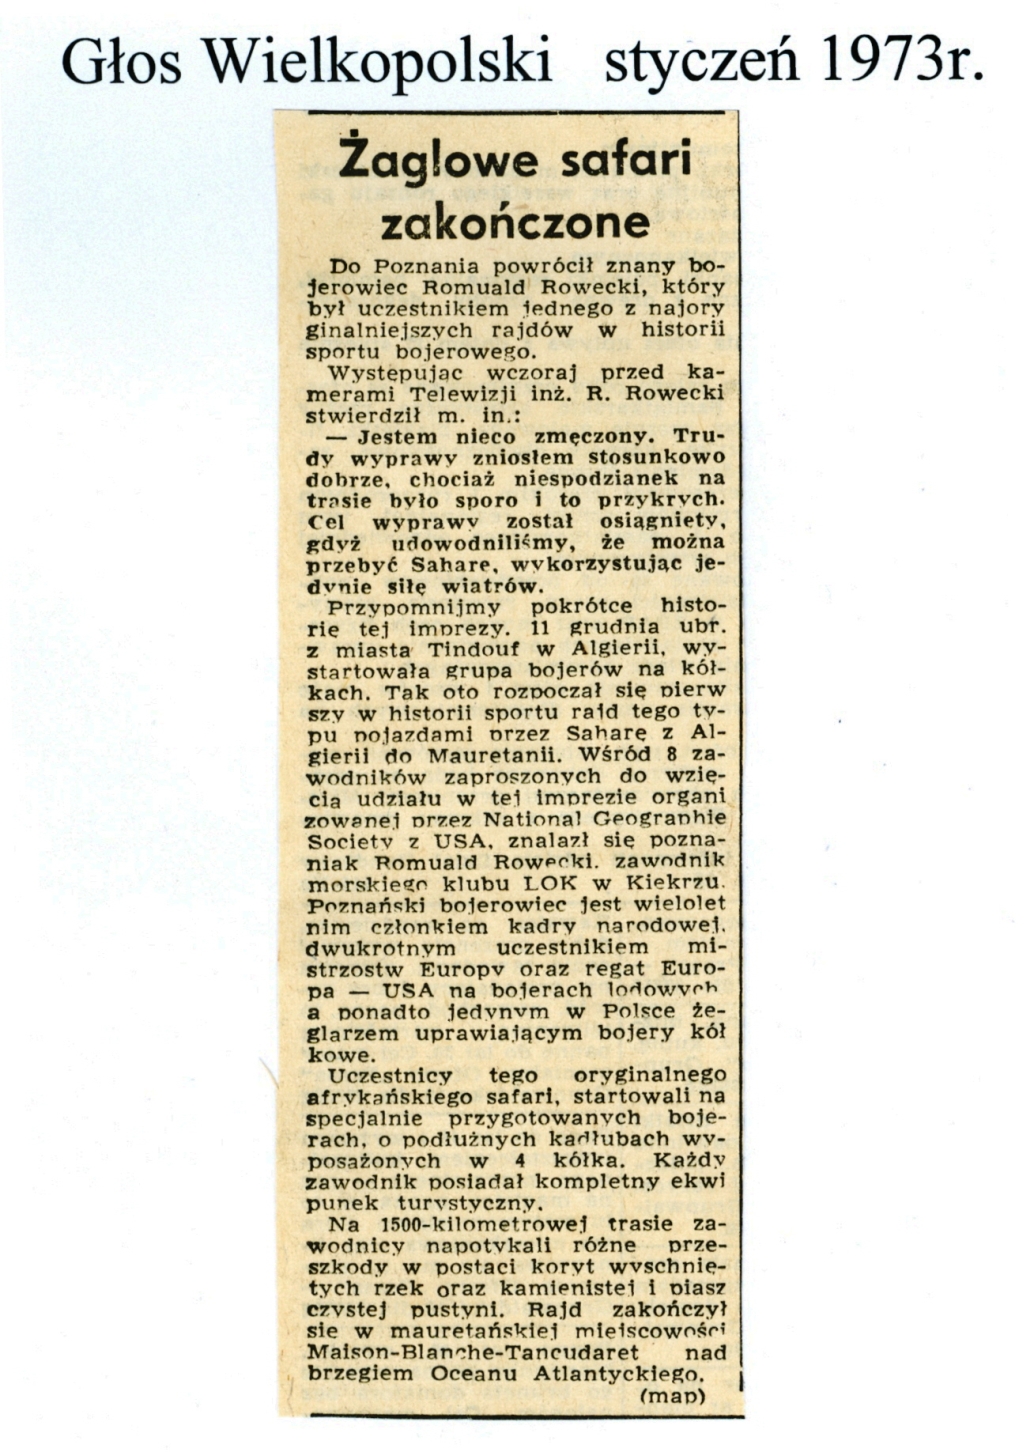 Głos Wielkopolski styczeń 1973r.
Żaglowe safari
zakończone
Do Poznania powrócił znany bo-
jerowiec Romuald Rowecki, który
był uczestnikiem jednego z najory
ginalniejszych rajdów w historii
sportu bojerowego.
Występując wczoraj przed ka-
merami Telewizji inż. R. Rowecki
stwierdził m. in.:
— Jestem nieco zmęczony. Tru-
dy wyprawy zniosłem stosunkowo
dobrze, chociaż niespodzianek na
trasie było sporo i to przykrych.
Cel wyprawy został osiągnięty,
gdyż udowodniliśmy, że można
przebyć Saharę, wykorzystując je-
dynie siłę wiatrów.
Przypomnijmy pokrótce histo-
rię tej imprezy. 11 grudnia ubr.
z miasta Tindouf w Algierii, wy-
startowała grupa bojerów na kół-
kach. Tak oto rozpoczął się pierw
szy w historii sportu rajd tego ty-
pu pojazdami przez Saharę z Al-
gierii do Mauretanii. Wśród 8 za-
wodników zaproszonych do wzię-
cia udziału w tej imprezie organi
zowanej przez National Geographie
Society z USA, znalazł się pozna-
niak Romuald Rowecki, zawodnik
morskiego klubu LOK w Kiekrzu.
Poznański bojerowiec jest wielolet
nim członkiem kadry narodowej,
dwukrotnym uczestnikiem mi-
strzostw Europy oraz regat Euro-
pa — USA na bojerach lodowych
a ponadto jedynym w Polsce że-
glarzem uprawiającym bojery kół
kowe.
Uczestnicy tego oryginalnego
afrykańskiego safari, startowali na
specjalnie przygotowanych boje-
rach, o podłużnych kadłubach wy-
posażonych w 4 kółka. Każdy
zawodnik posiadał kompletny ekwi
punek turystyczny.
Na 1500-kilometrowej trasie za-
wodnicy napotykali różne prze-
szkody w postaci koryt wyschnię-
tych rzek oraz kamienistej i piasz
czystej pustyni. Rajd zakończył
się w mauretańskiej miejscowości
Maison-Blanche-Tancudaret nad
brzegiem Oceanu Atlantyckiego.
(map)